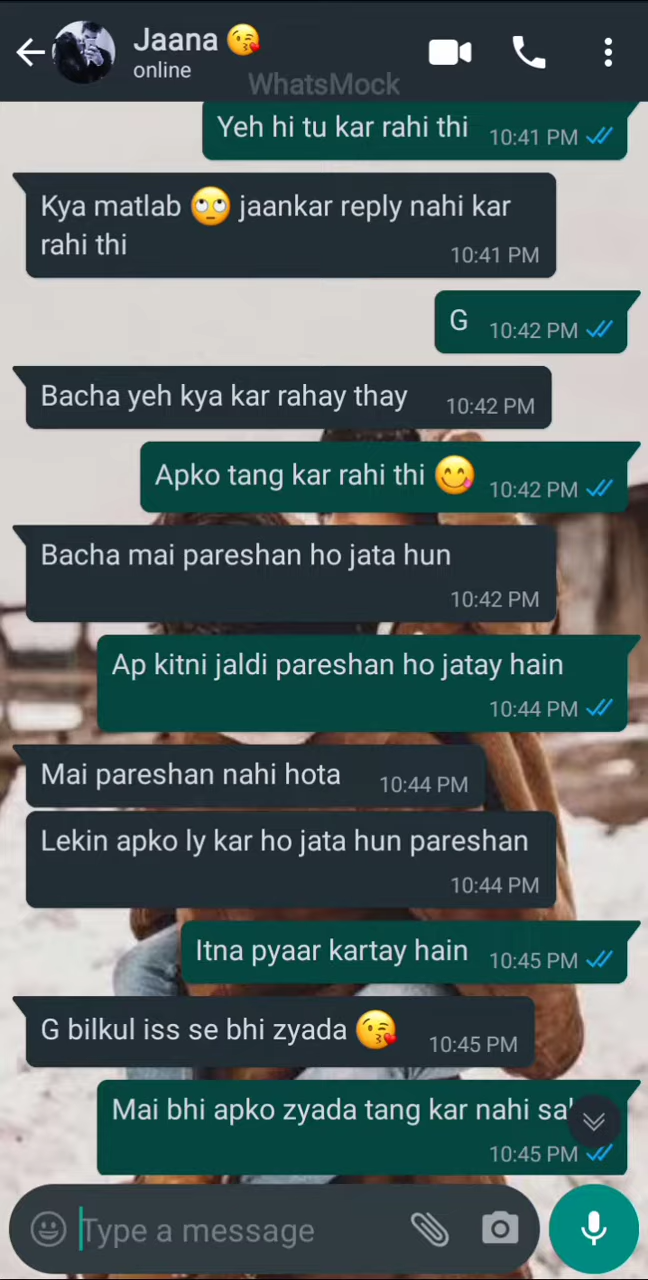 Jaana 😘
online
WhatsMock
Yeh hi tu kar rahi thi
10:41 PM
Kya matlab 🙄 jaankar reply nahi kar
rahi thi
10:41 PM
G
10:42 PM
Bacha yeh kya kar rahay thay
10:42 PM
Apko tang kar rahi thi 😋
10:42 PM
Bacha mai pareshan ho jata hun
10:42 PM
Ap kitni jaldi pareshan ho jatay hain
10:44 PM
Mai pareshan nahi hota
10:44 PM
Lekin apko ly kar ho jata hun pareshan
10:44 PM
Itna pyaar kartay hain
10:45 PM
G bilkul iss se bhi zyada 😘
10:45 PM
Mai bhi apko zyada tang kar nahi
10:45 PM
Type a message